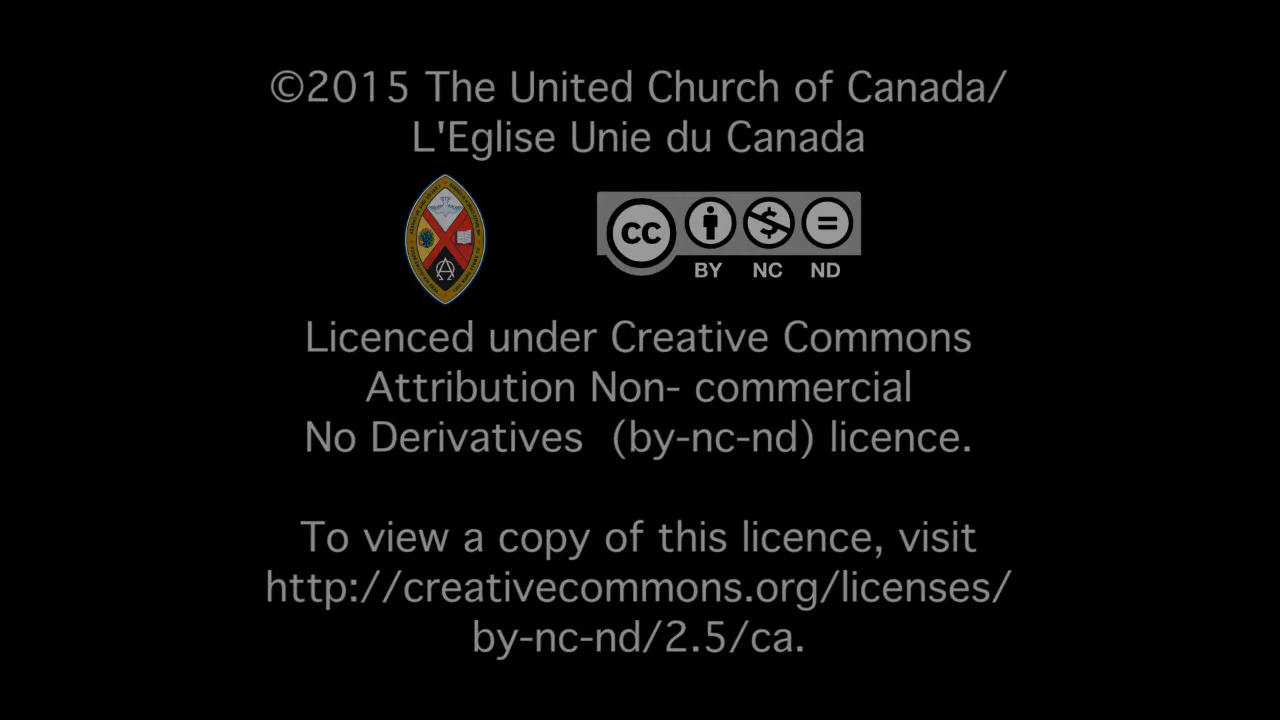 ©2015 The United Church of Canada/
L'Eglise Unie du Canada
cc
BY NC ND
Licenced under Creative Commons
Attribution Non- commercial
No Derivatives (by-nc-nd) licence.
To view a copy of this licence, visit
http://creativecommons.org/licenses/
by-nc-nd/2.5/ca.